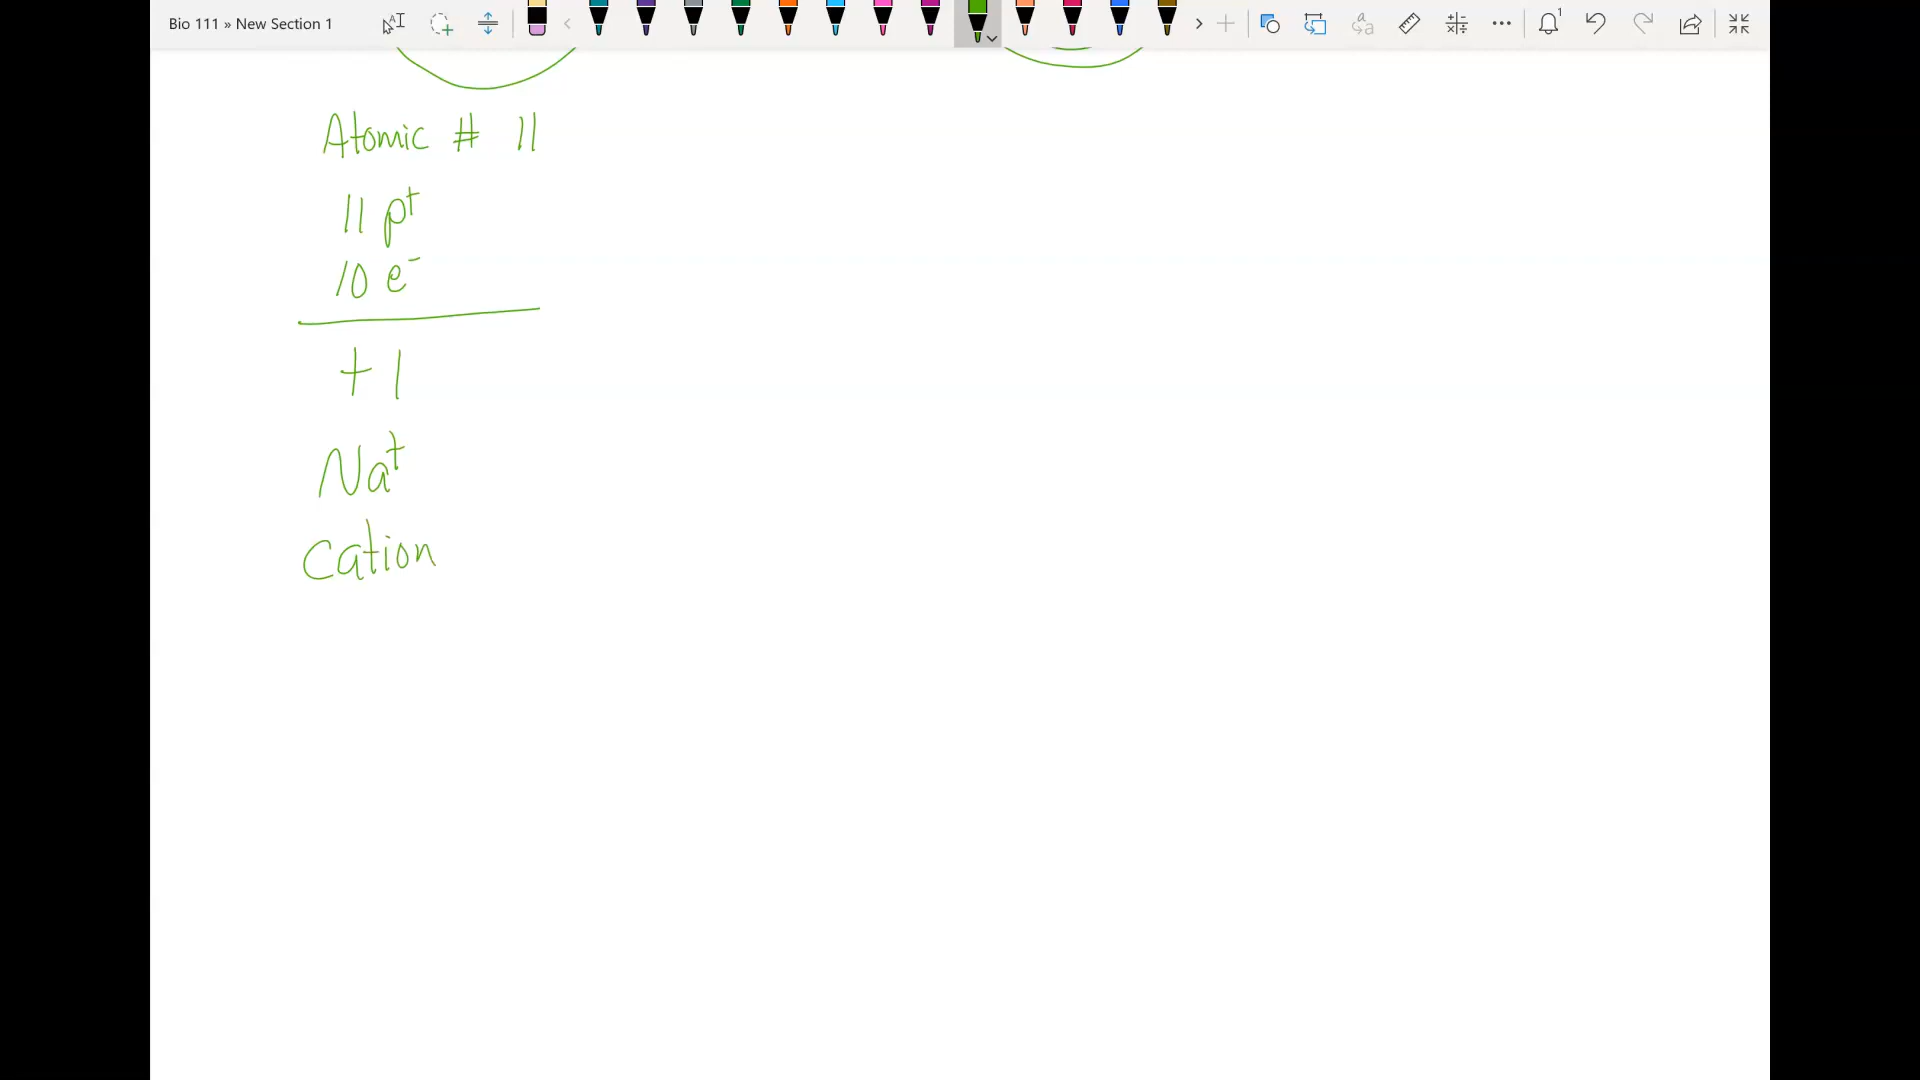 Bio 111 » New Section 1
Atomic # 11
11 p⁺
10 e⁻
+1
Na⁺
Cation